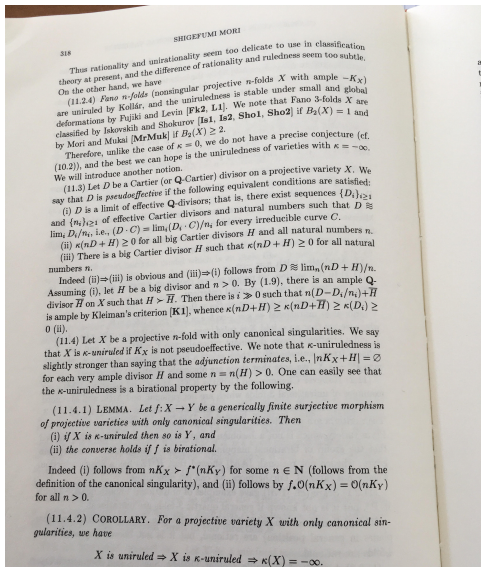 318
SHIGEFUMI MORI
Thus rationality and unirationality seem too delicate to use in classification
theory at present, and the difference of rationality and ruledness seem too subtle.
On the other hand, we have
(11.2.4) Fano n-folds (nonsingular projective n-folds X with ample −K_X)
are uniruled by Kollár, and the uniruledness is stable under small and global
deformations by Fujiki and Levin [Fk2, L1]. We note that Fano 3-folds X are
classified by Iskovskih and Shokurov [Is1, Is2, Sho1, Sho2] if B₂(X) = 1 and
by Mori and Mukai [MrMuk] if B₂(X) ≥ 2.
Therefore, unlike the case of κ = 0, we do not have a precise conjecture (cf.
(10.2)), and the best we can hope is the uniruledness of varieties with κ = −∞.
We will introduce another notion.
(11.3) Let D be a Cartier (or Q-Cartier) divisor on a projective variety X. We
say that D is pseudoeffective if the following equivalent conditions are satisfied:
(i) D is a limit of effective Q-divisors; that is, there exist sequences {D_i}_{i≥1}
and {n_i}_{i≥1} of effective Cartier divisors and natural numbers such that D ≈
lim_i D_i/n_i, i.e., (D · C) = lim_i(D_i · C)/n_i for every irreducible curve C.
(ii) κ(nD + H) ≥ 0 for all big Cartier divisors H and all natural numbers n.
(iii) There is a big Cartier divisor H such that κ(nD + H) ≥ 0 for all natural
numbers n.
Indeed (ii)⇒(iii) is obvious and (iii)⇒(i) follows from D ≈ lim_n(nD + H)/n.
Assuming (i), let H be a big divisor and n > 0. By (1.9), there is an ample Q-
divisor H̅ on X such that H ≻ H̅. Then there is i ≫ 0 such that n(D−D_i/n_i)+H̅
is ample by Kleiman's criterion [K1], whence κ(nD+H) ≥ κ(nD+H̅) ≥ κ(D_i) ≥
0 (ii).
(11.4) Let X be a projective n-fold with only canonical singularities. We say
that X is κ-uniruled if K_X is not pseudoeffective. We note that κ-uniruledness is
slightly stronger than saying that the adjunction terminates, i.e., |nK_X+H| = ∅
for each very ample divisor H and some n = n(H) > 0. One can easily see that
the κ-uniruledness is a birational property by the following.
(11.4.1) LEMMA. Let f: X → Y be a generically finite surjective morphism
of projective varieties with only canonical singularities. Then
(i) if X is κ-uniruled then so is Y, and
(ii) the converse holds if f is birational.
Indeed (i) follows from nK_X ≻ f*(nK_Y) for some n ∈ N (follows from the
definition of the canonical singularity), and (ii) follows by f_*O(nK_X) = O(nK_Y)
for all n > 0.
(11.4.2) COROLLARY. For a projective variety X with only canonical sin-
gularities, we have
X is uniruled ⇒ X is κ-uniruled ⇒ κ(X) = −∞.